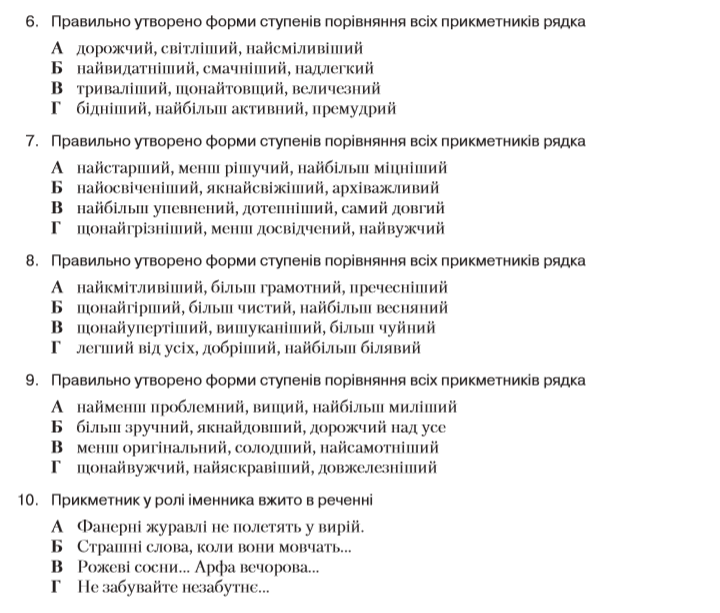 6. Правильно утворено форми ступенів порівняння всіх прикметників рядка
А дорожчий, світліший, найсміливіший
Б найвидатніший, смачніший, надлегкий
В триваліший, щонайтовщий, величезний
Г бідніший, найбільш активний, премудрий
7. Правильно утворено форми ступенів порівняння всіх прикметників рядка
А найстарший, менш рішучий, найбільш міцніший
Б найосвіченіший, якнайсвіжіший, архіважливий
В найбільш упевнений, дотепніший, самий довгий
Г щонайгрізніший, менш досвідчений, найвужчий
8. Правильно утворено форми ступенів порівняння всіх прикметників рядка
А найкмітливіший, більш грамотний, пречесніший
Б щонайгірший, більш чистий, найбільш весняний
В щонайупертіший, вишуканіший, більш чуйний
Г легший від усіх, добріший, найбільш білявий
9. Правильно утворено форми ступенів порівняння всіх прикметників рядка
А найменш проблемний, вищий, найбільш миліший
Б більш зручний, якнайдовший, дорожчий над усе
В менш оригінальний, солодший, найсамотніший
Г щонайвужчий, найяскравіший, довжелезніший
10. Прикметник у ролі іменника вжито в реченні
А Фанерні журавлі не полетять у вирій.
Б Страшні слова, коли вони мовчать...
В Рожеві сосни... Арфа вечорова...
Г Не забувайте незабутнє...